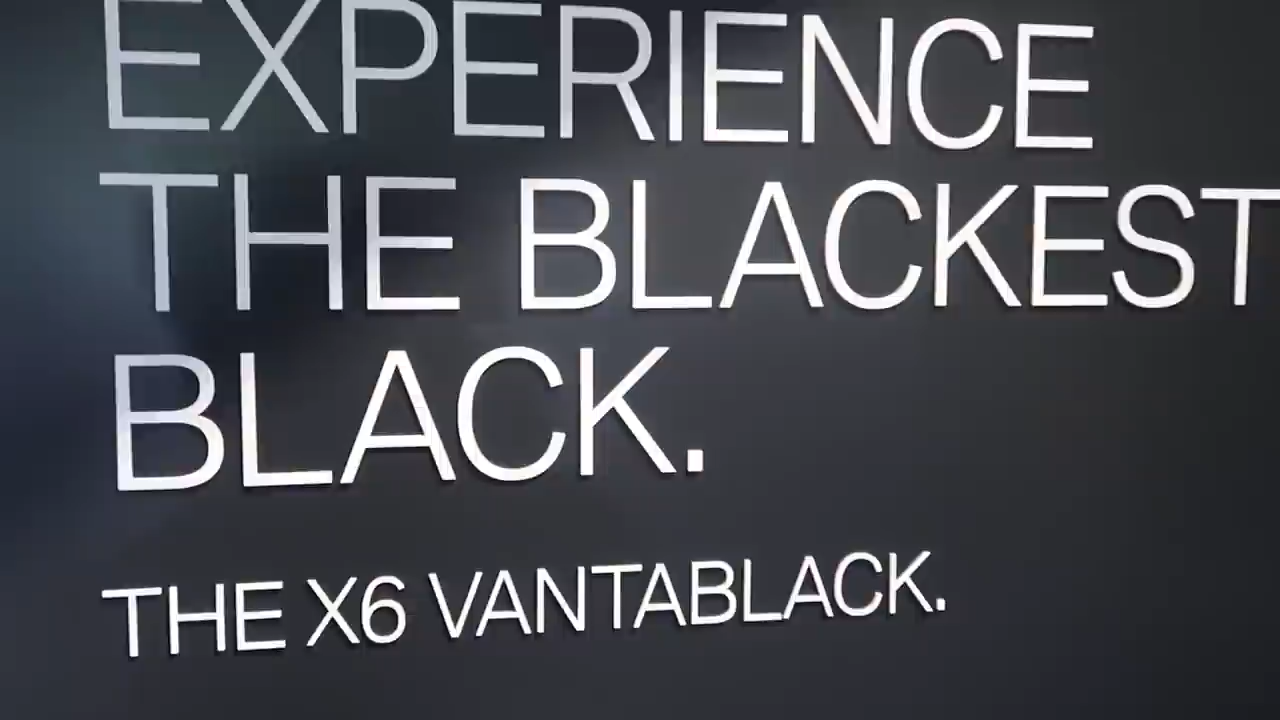 EXPERIENCE
THE BLACKEST
BLACK.
THE X6 VANTABLACK.